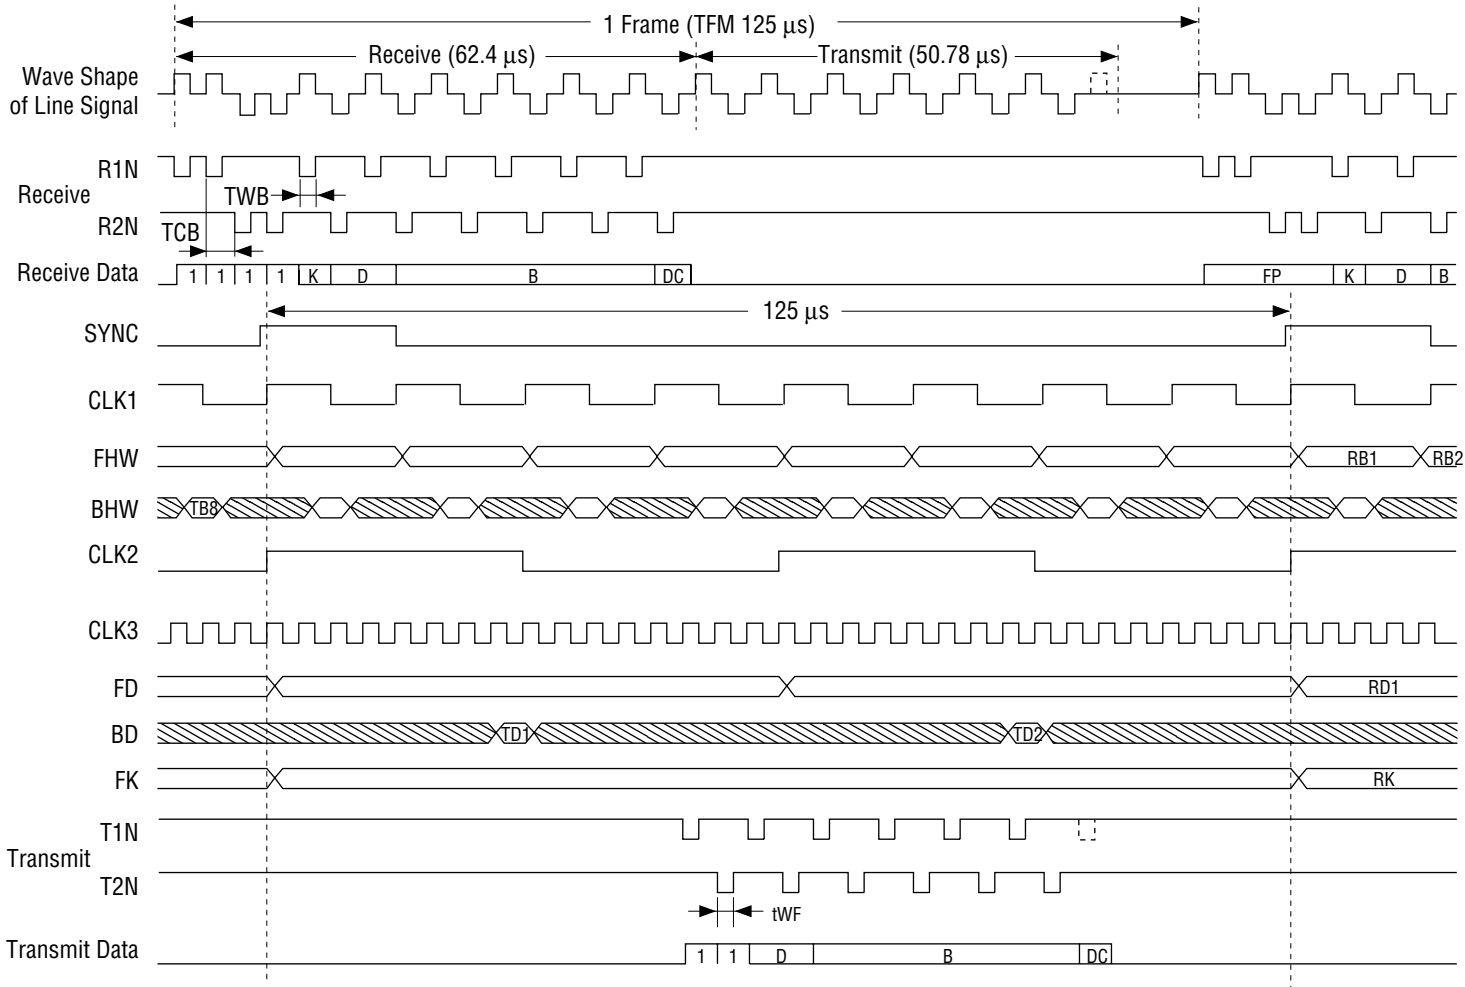 1 Frame (TFM 125 μs)
Receive (62.4 μs)
Transmit (50.78 μs)
Wave Shape
of Line Signal
R1N
Receive
TWB
R2N
TCB
Receive Data
1 1 1 1 K D B DC FP K D B
125 μs
SYNC
CLK1
FHW
RB1 RB2
BHW
TB8
CLK2
CLK3
FD
RD1
BD
TD1 TD2
FK
RK
T1N
Transmit
T2N
tWF
Transmit Data
1 1 D B DC